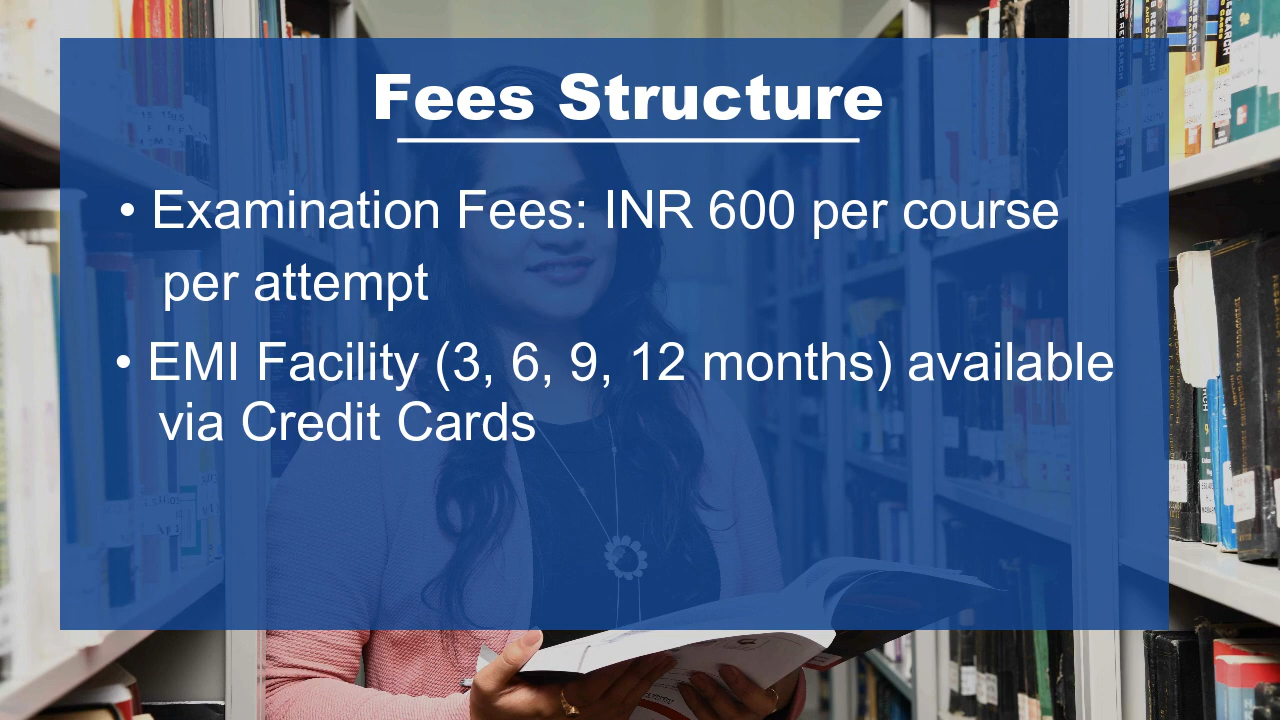 Fees Structure
• Examination Fees: INR 600 per course
per attempt
• EMI Facility (3, 6, 9, 12 months) available
via Credit Cards